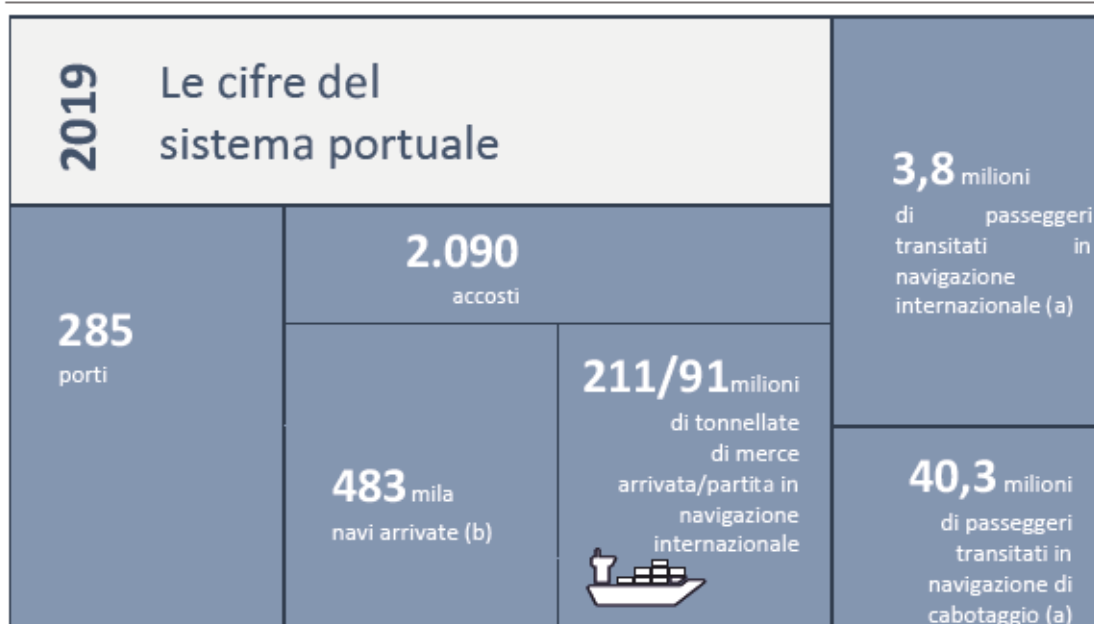 2019
Le cifre del
sistema portuale
285
porti
2.090
accosti
483 mila
navi arrivate (b)
211/91 milioni
di tonnellate
di merce
arrivata/partita in
navigazione
internazionale
3,8 milioni
di passeggeri
transitati in
navigazione
internazionale (a)
40,3 milioni
di passeggeri
transitati in
navigazione di
cabotaggio (a)